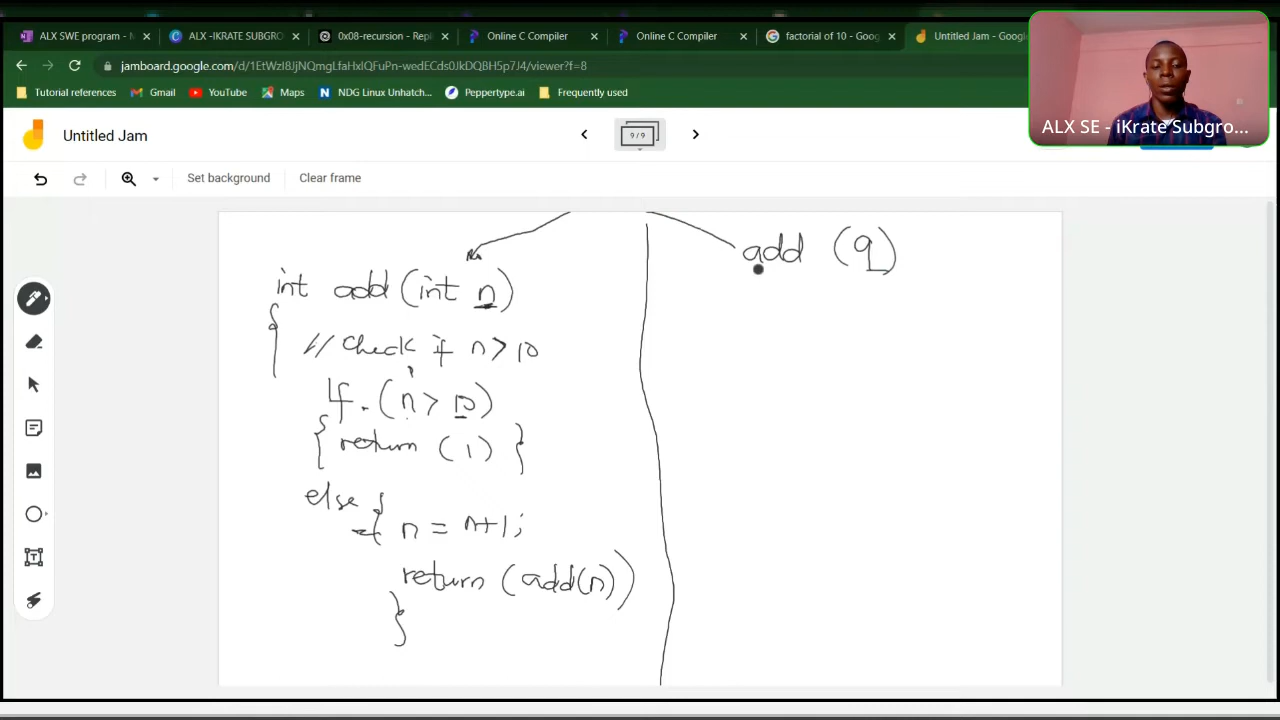 ALX SWE program - M
ALX -IKRATE SUBGRO
0x08-recursion - Repl
Online C Compiler
Online C Compiler
factorial of 10 - Goog
Untitled Jam - Goog
jamboard.google.com/d/1EtWzI8JjNQmgLfaHxIQFuPn-wedECds0JkDQBH5p7J4/viewer?f=8
Tutorial references
Gmail
YouTube
Maps
NDG Linux Unhatch...
Peppertype.ai
Frequently used
ALX SE - iKrate Subgro...
Untitled Jam
9 / 9
Set background
Clear frame
add (9)
int add (int n)
{
// check if n > 10
if (n > 10)
{ return (1) }
else {
n = n+1;
return (add(n))
}